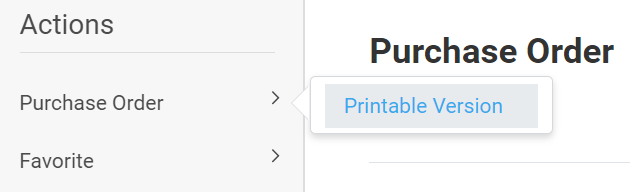 Actions
Purchase Order
Purchase Order
Printable Version
Favorite